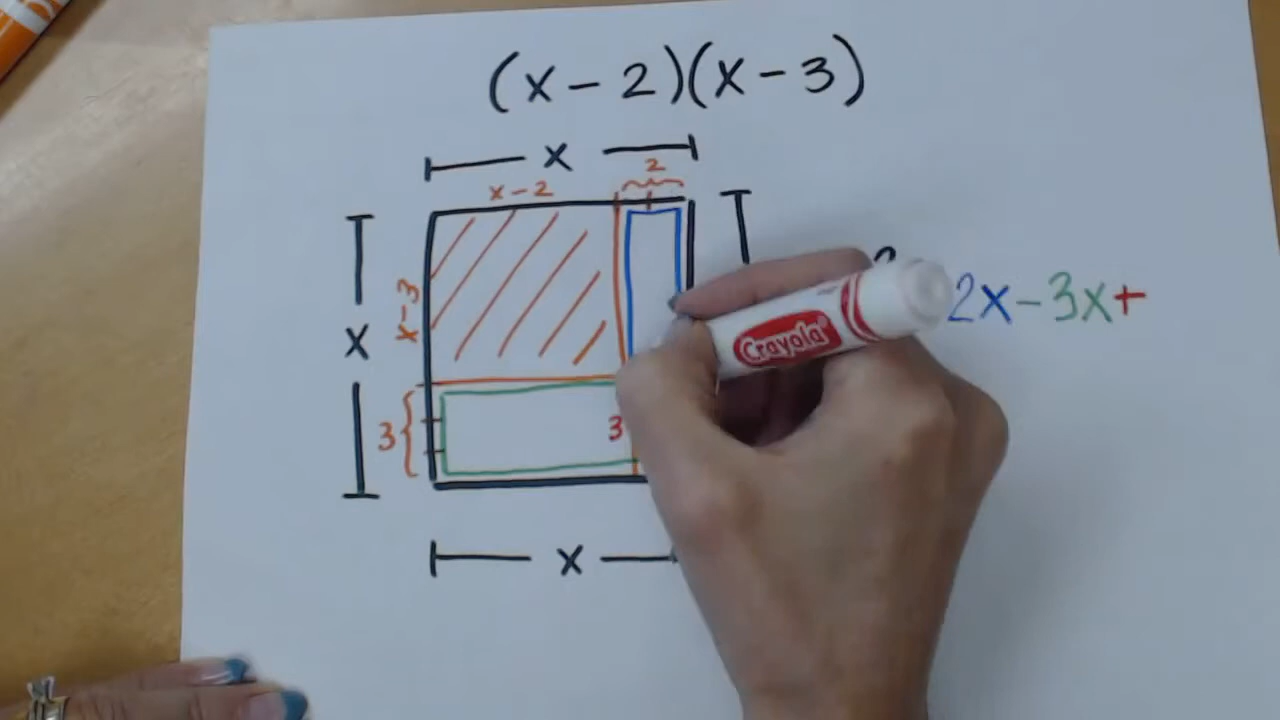 (x-2)(x-3)
x
2
x-2
x-3
x
2x-3x+
3
3
x
Crayola